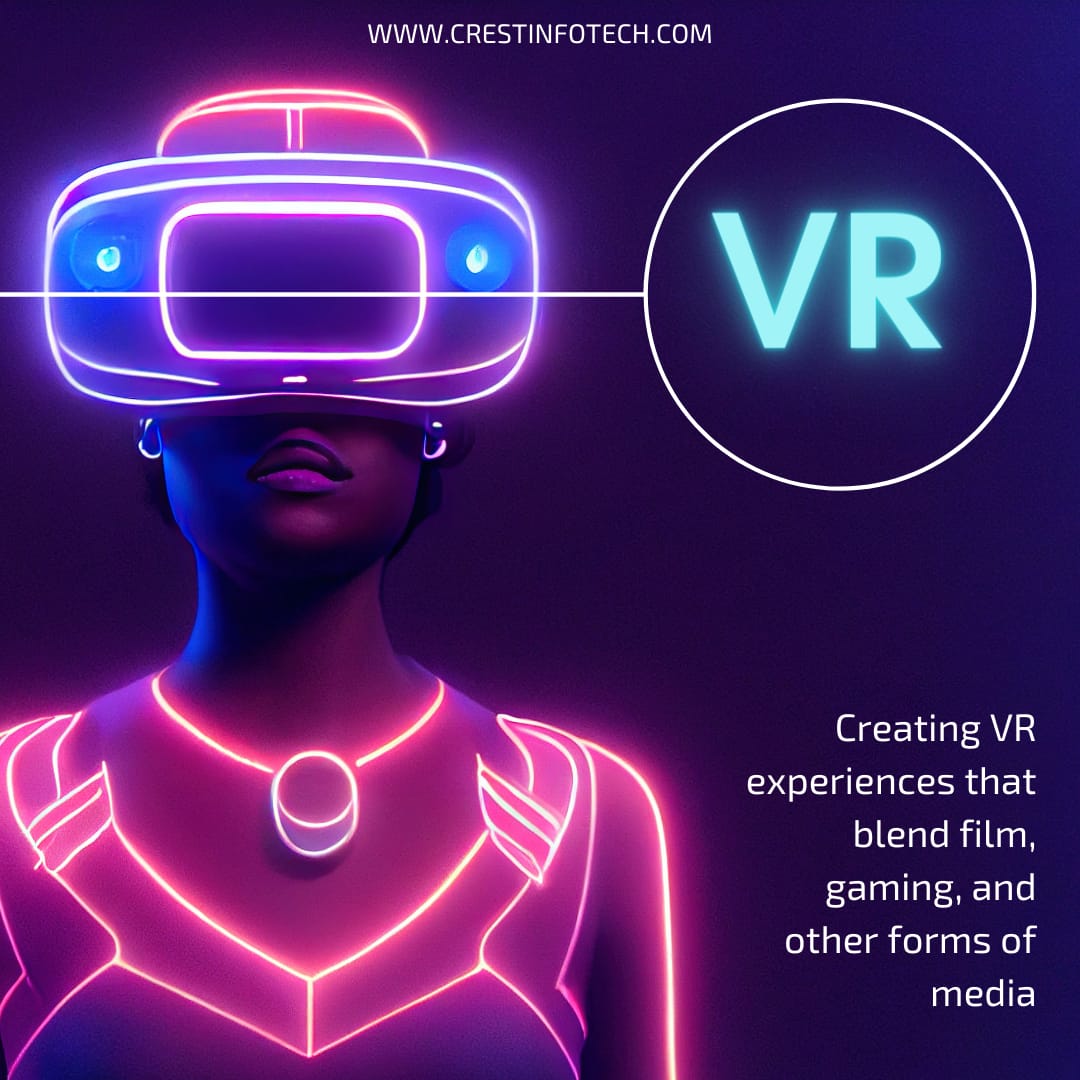 WWW.CRESTINFOTECH.COM
VR
Creating VR
experiences that
blend film,
gaming, and
other forms of
media